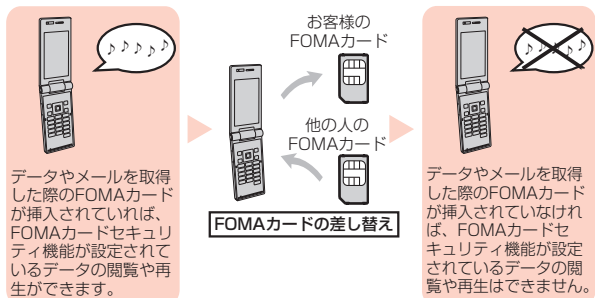 データやメールを取得
した際のFOMAカード
が挿入されていれば、
FOMAカードセキュリ
ティ機能が設定されて
いるデータの閲覧や再
生ができます。
お客様の
FOMAカード
他の人の
FOMAカード
FOMAカードの差し替え
データやメールを取得
した際のFOMAカード
が挿入されていなけれ
ば、FOMAカードセ
キュリティ機能が設定
されているデータの閲
覧や再生はできません。